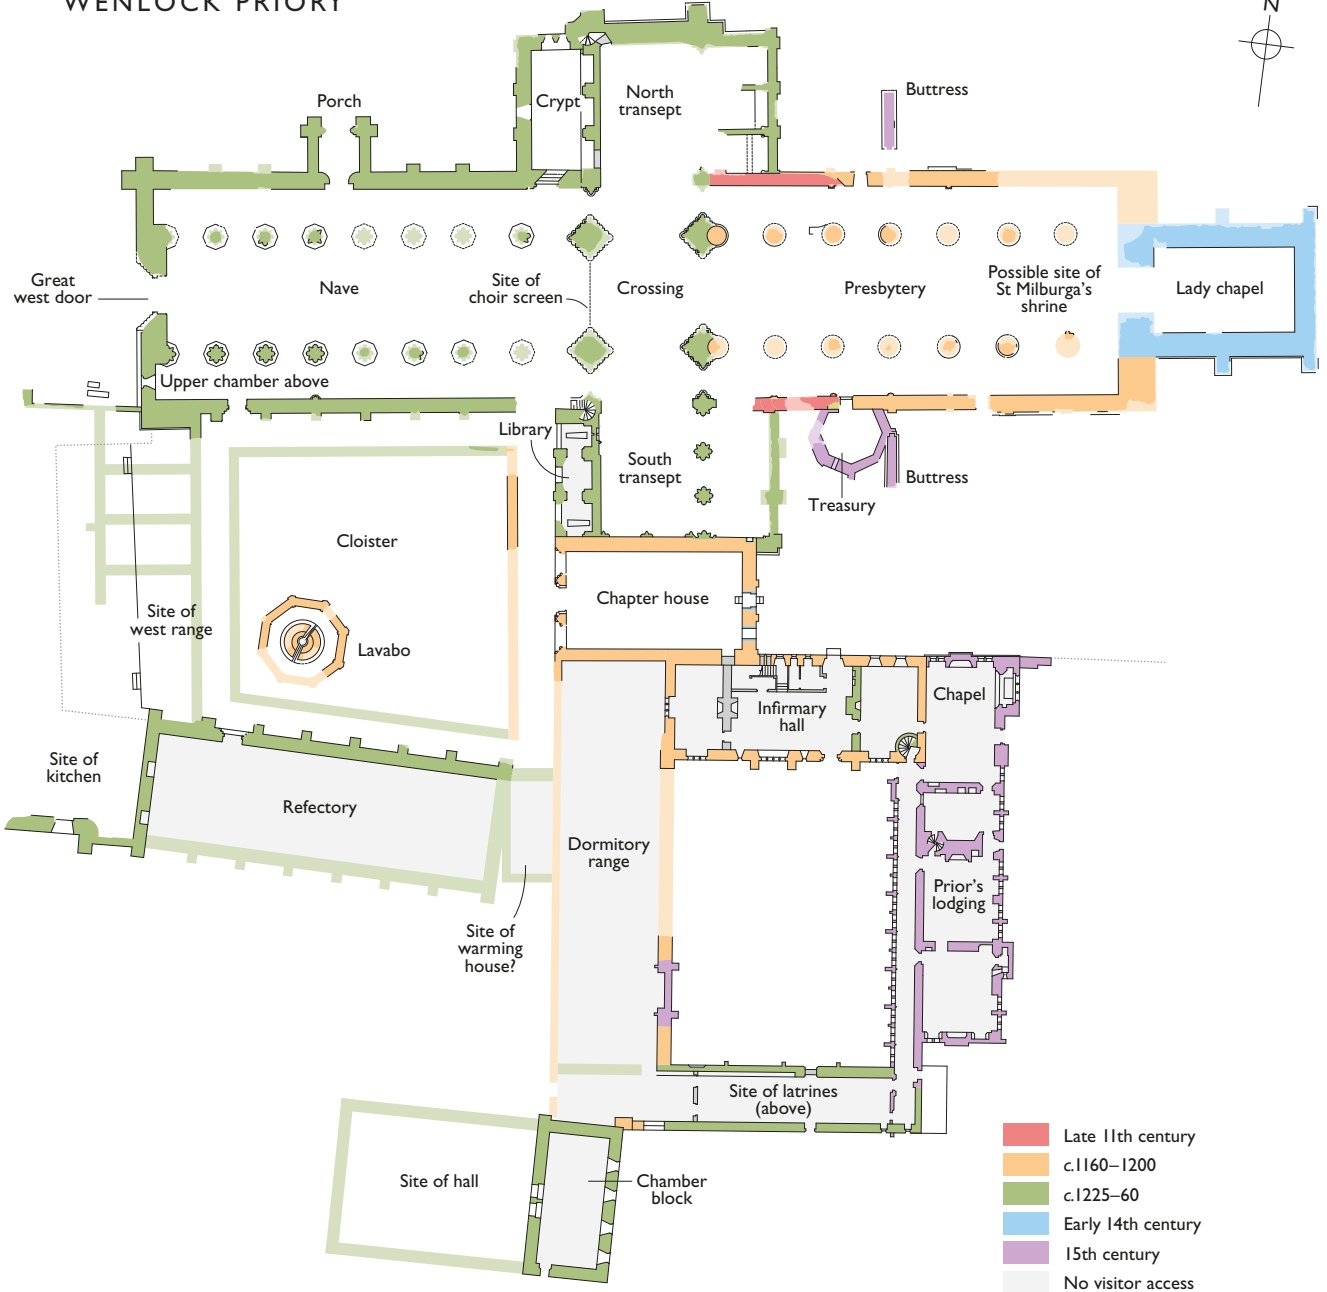 WENLOCK PRIORY
N
Porch
Crypt
North
transept
Buttress
Great
west door
Nave
Site of
choir screen
Crossing
Presbytery
Possible site of
St Milburga's
shrine
Lady chapel
Upper chamber above
Library
South
transept
Treasury
Buttress
Cloister
Chapter house
Site of
west range
Lavabo
Infirmary
hall
Chapel
Site of
kitchen
Refectory
Dormitory
range
Prior's
lodging
Site of
warming
house?
Site of latrines
(above)
Site of hall
Chamber
block
Late 11th century
c.1160–1200
c.1225–60
Early 14th century
15th century
No visitor access